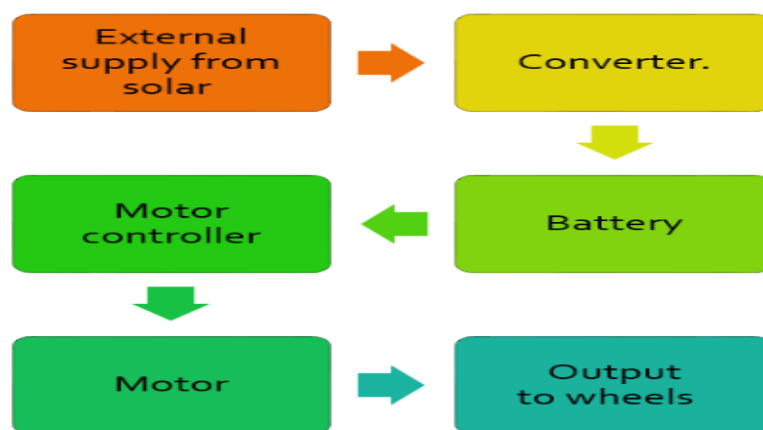 External
supply from
solar
Converter.
Battery
Motor
controller
Motor
Output
to wheels